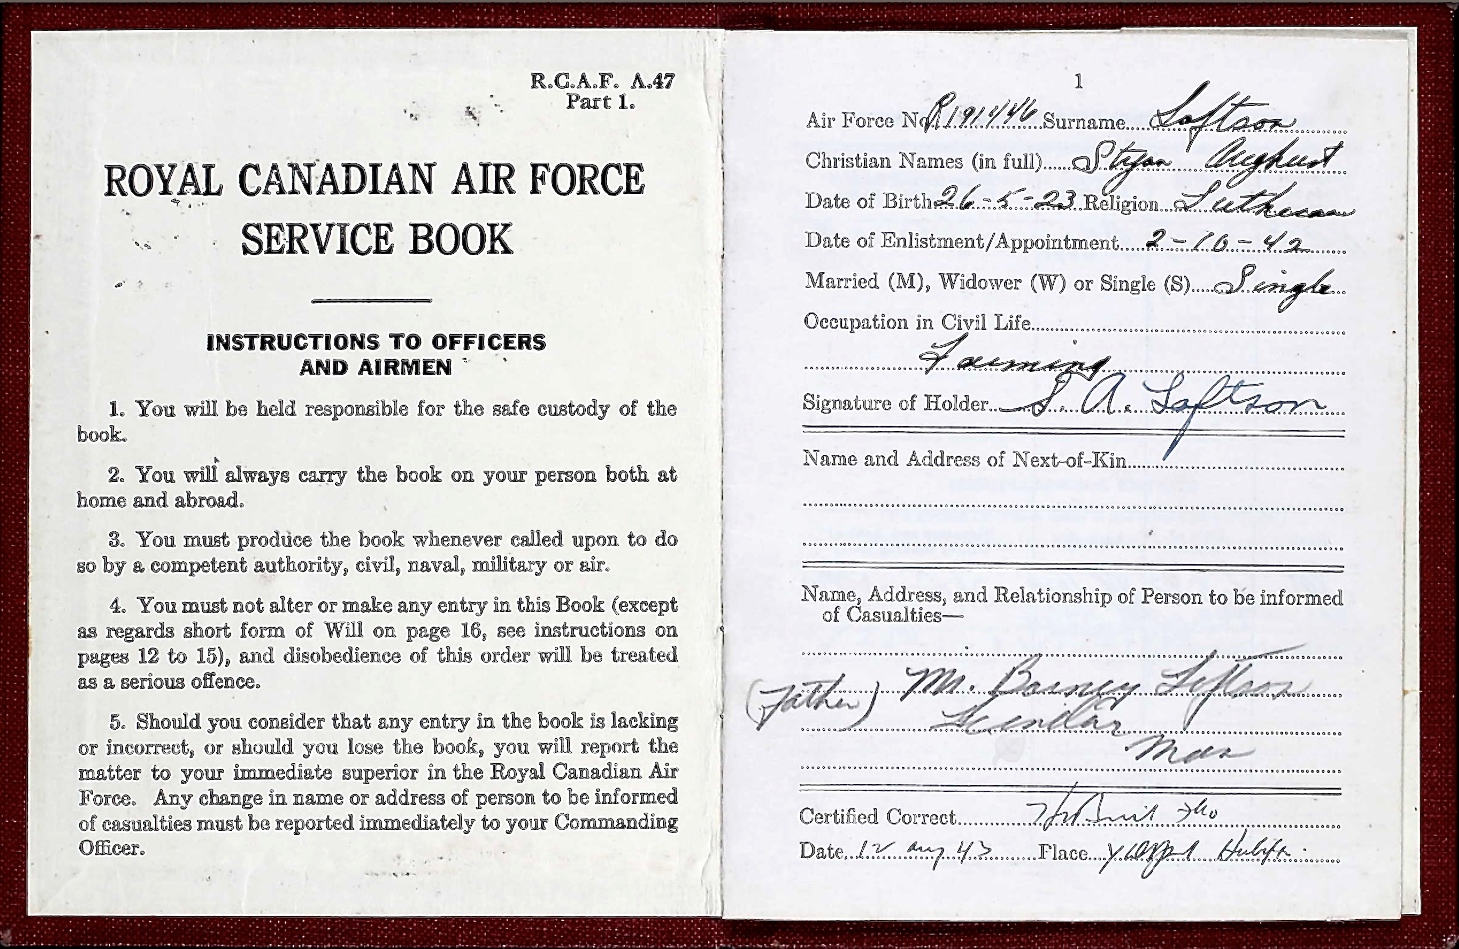 R.C.A.F. A.47
Part 1.
ROYAL CANADIAN AIR FORCE
SERVICE BOOK
INSTRUCTIONS TO OFFICERS
AND AIRMEN
1. You will be held responsible for the safe custody of the
book.
2. You will always carry the book on your person both at
home and abroad.
3. You must produce the book whenever called upon to do
so by a competent authority, civil, naval, military or air.
4. You must not alter or make any entry in this Book (except
as regards short form of Will on page 16, see instructions on
pages 12 to 15), and disobedience of this order will be treated
as a serious offence.
5. Should you consider that any entry in the book is lacking
or incorrect, or should you lose the book, you will report the
matter to your immediate superior in the Royal Canadian Air
Force. Any change in name or address of person to be informed
of casualties must be reported immediately to your Commanding
Officer.
1
Air Force No. R191446 Surname Loftson
Christian Names (in full)
Date of Birth 26-5-23 Religion Lutheran
Date of Enlistment/Appointment 2-10-42
Married (M), Widower (W) or Single (S) Single
Occupation in Civil Life
Farming
Signature of Holder S. A. Loftson
Name and Address of Next-of-Kin
Name, Address, and Relationship of Person to be informed
of Casualties—
(Father) Mr. Barney Loftson
Lundar
Man
Certified Correct
Date 12 Aug 43 Place Halifax.